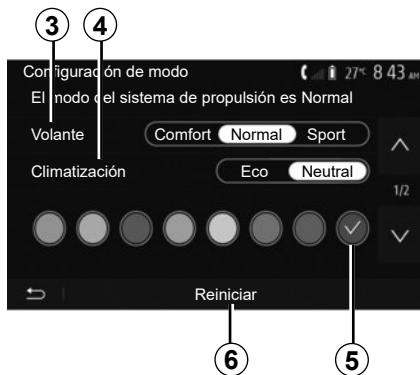 3 4
Configuración de modo 27°C 8 43 AM
El modo del sistema de propulsión es Normal
Volante Comfort Normal Sport
Climatización Eco Neutral
1/2
Reiniciar
6 5